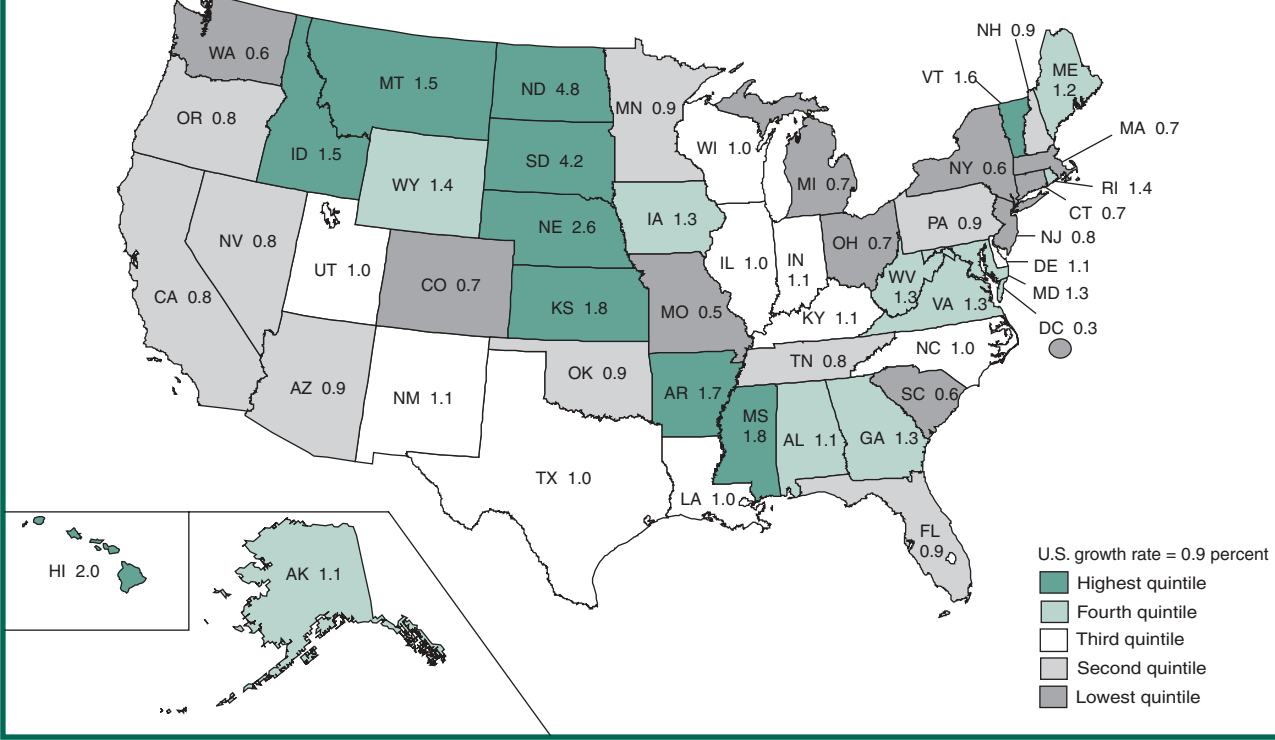 WA 0.6
OR 0.8
CA 0.8
NV 0.8
ID 1.5
MT 1.5
WY 1.4
UT 1.0
AZ 0.9
CO 0.7
NM 1.1
ND 4.8
SD 4.2
NE 2.6
KS 1.8
OK 0.9
TX 1.0
MN 0.9
IA 1.3
MO 0.5
AR 1.7
LA 1.0
WI 1.0
IL 1.0
MI 0.7
IN
1.1
OH 0.7
KY 1.1
TN 0.8
MS
1.8
AL 1.1
GA 1.3
FL
0.9
SC 0.6
NC 1.0
WV
1.3
VA 1.3
PA 0.9
NY 0.6
VT 1.6
NH 0.9
ME
1.2
MA 0.7
RI 1.4
CT 0.7
NJ 0.8
DE 1.1
MD 1.3
DC 0.3
HI 2.0
AK 1.1
U.S. growth rate = 0.9 percent
Highest quintile
Fourth quintile
Third quintile
Second quintile
Lowest quintile